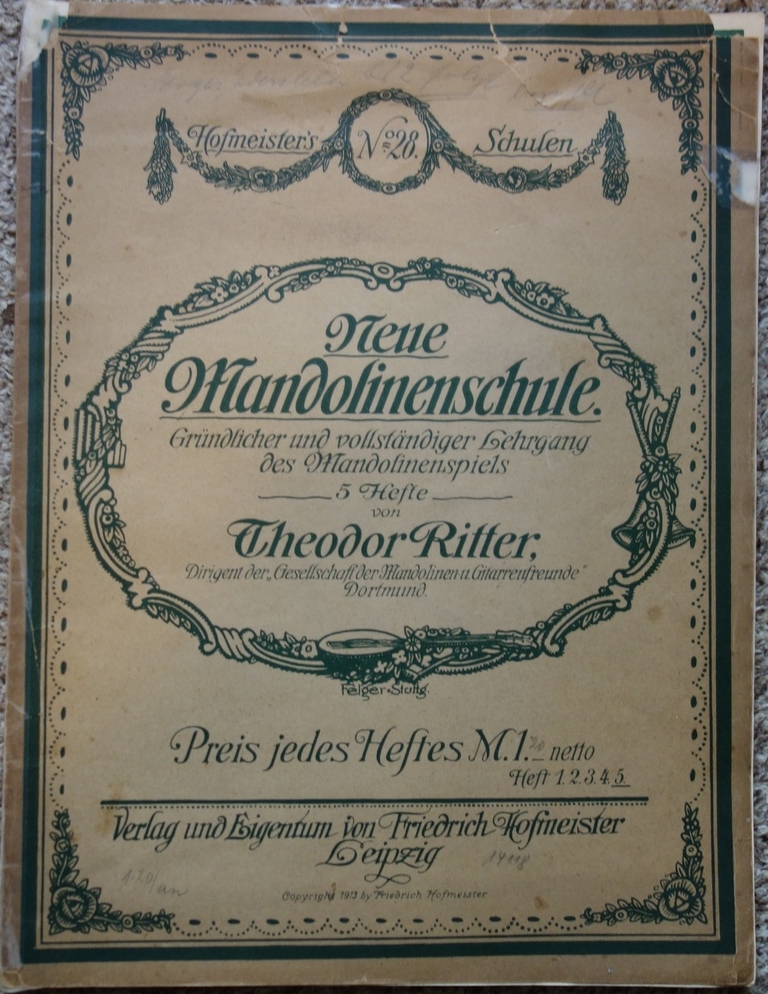 Hofmeister's No 28. Schulen
Neue
Mandolinenschule.
Gründlicher und vollständiger Lehrgang
des Mandolinenspiels
5 Hefte
von
Theodor Ritter,
Dirigent der „Gesellschaft der Mandolinen u. Gitarrenfreunde"
Dortmund.
Felger·Stuttg.
Preis jedes Heftes M.1.20 netto
Heft 1.2.3.4.5.
Verlag und Eigentum von Friedrich Hofmeister
Leipzig
Copyright 1913 by Friedrich Hofmeister